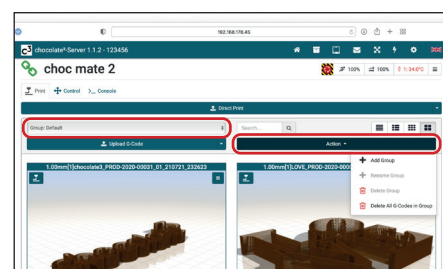 192.168.178.45
chocolate³-Server 1.1.2 - 123456
choc mate 2
100%
100%
1: 34.0°C
Print
Control
Console
Direct Print
Group: Default
Search...
Upload G-Code
Action
1.00mm[1]chocolate3_PROD-2020-00031_01_210721_232623
1.00mm[1]LOVE_PROD-2020-000
Add Group
Rename Group
Delete Group
Delete All G-Codes in Group